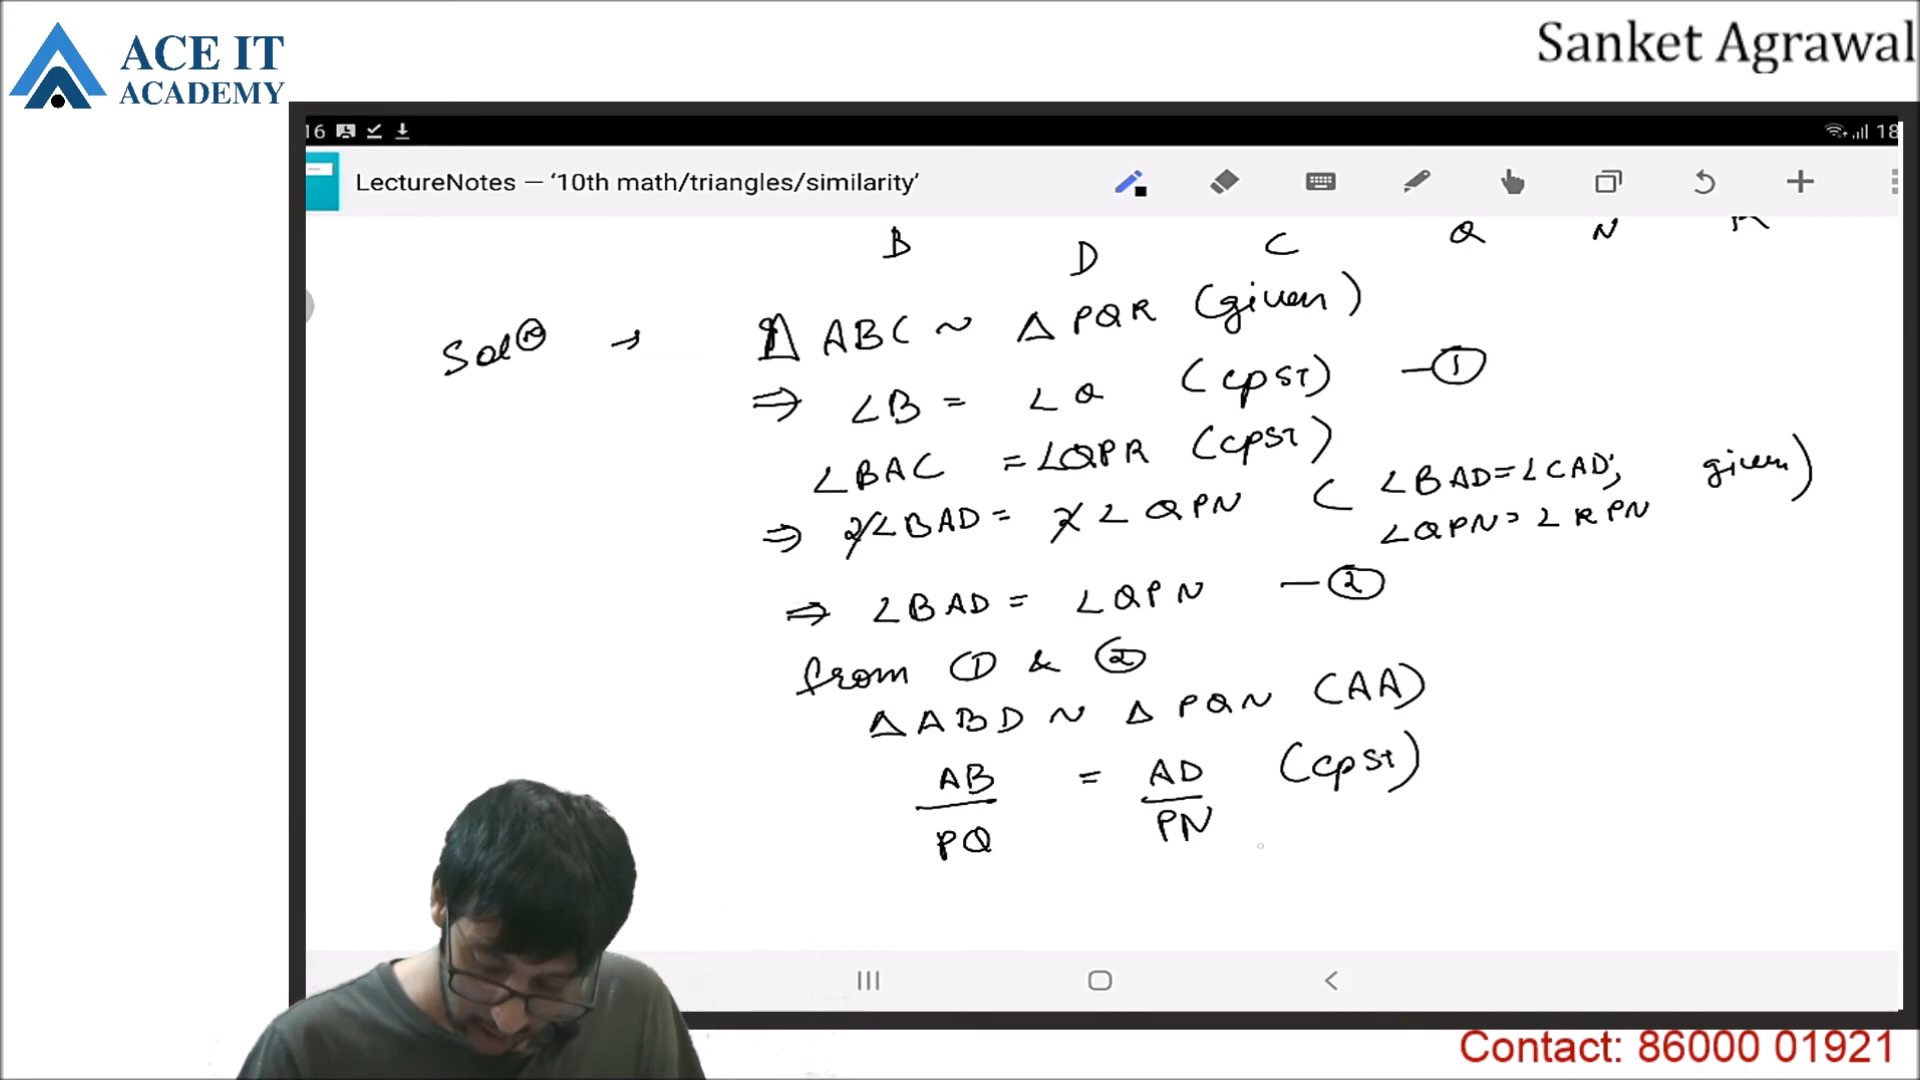 ACE IT
ACADEMY
Sanket Agrawal
16
18
LectureNotes — ‘10th math/triangles/similarity’
B D C Q N
→ Δ ABC ~ Δ PQR (given)
⇒ ∠B = ∠Q (cpst) —①
∠BAC = ∠QPR (cpst)
⇒ 2∠BAD = 2∠QPN ( ∠BAD=∠CAD, given)
∠QPN = ∠RPN
⇒ ∠BAD = ∠QPN —②
from ① & ②
Δ ABD ~ Δ PQN (AA)
AB = AD (cpst)
PQ PN
Contact: 86000 01921